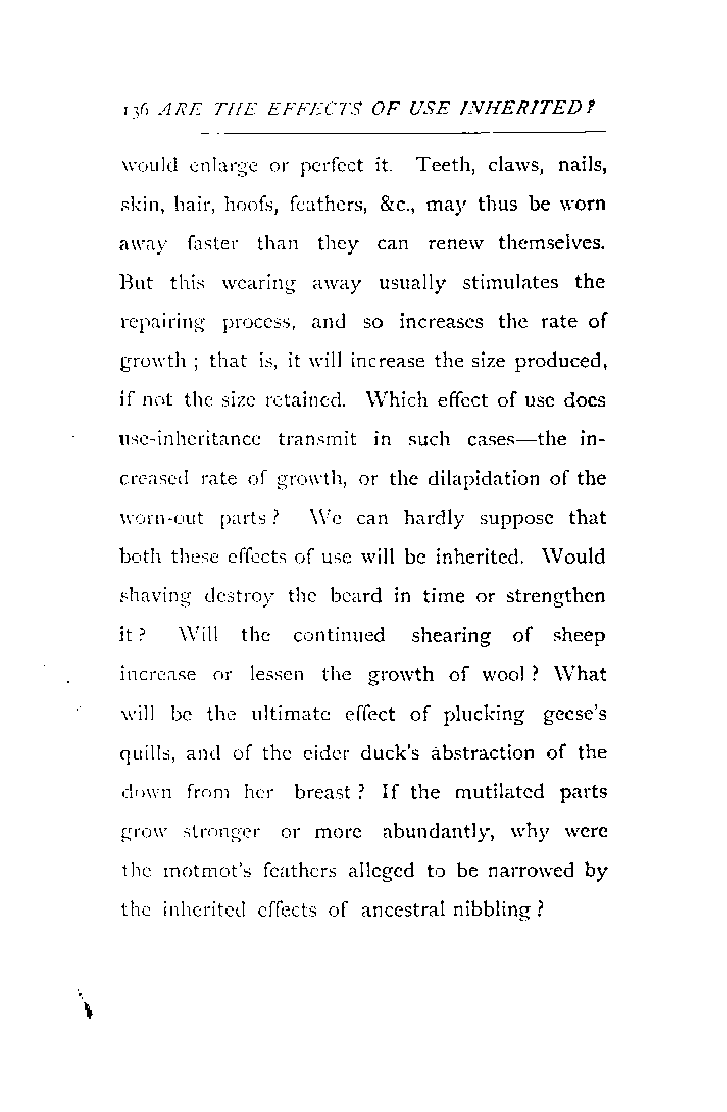 136 ARE THE EFFECTS OF USE INHERITED?
would enlarge or perfect it. Teeth, claws, nails,
skin, hair, hoofs, feathers, &c., may thus be worn
away faster than they can renew themselves.
But this wearing away usually stimulates the
repairing process, and so increases the rate of
growth ; that is, it will increase the size produced,
if not the size retained. Which effect of use does
use-inheritance transmit in such cases—the in-
creased rate of growth, or the dilapidation of the
worn-out parts ? We can hardly suppose that
both these effects of use will be inherited. Would
shaving destroy the beard in time or strengthen
it ? Will the continued shearing of sheep
increase or lessen the growth of wool ? What
will be the ultimate effect of plucking geese's
quills, and of the eider duck's abstraction of the
down from her breast ? If the mutilated parts
grow stronger or more abundantly, why were
the motmot's feathers alleged to be narrowed by
the inherited effects of ancestral nibbling ?